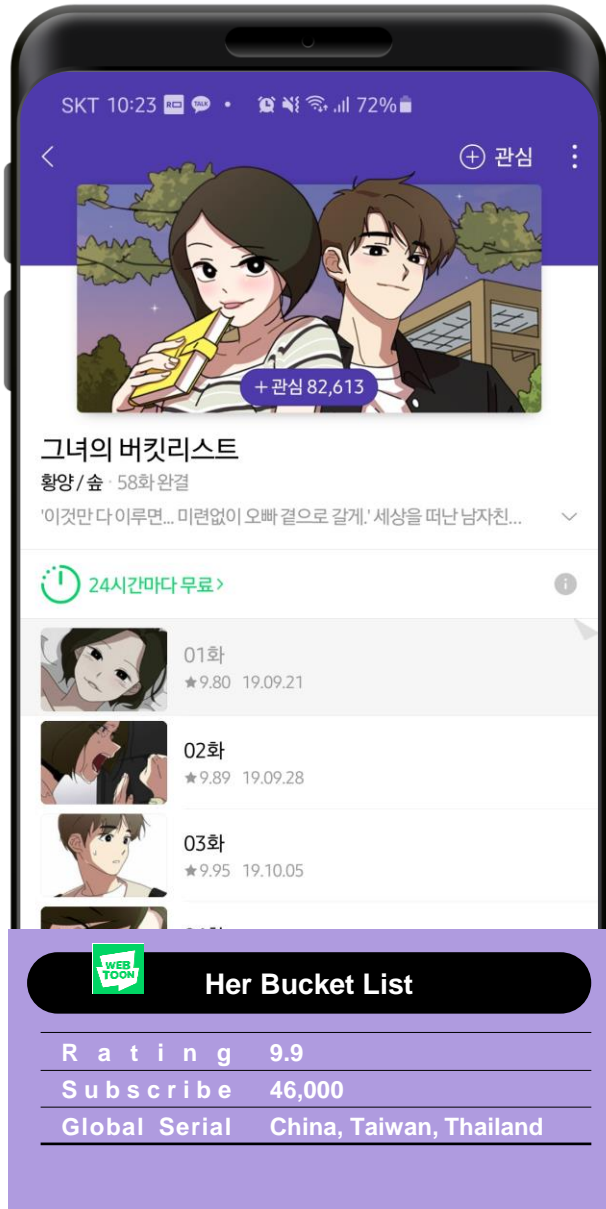 SKT 10:23 TALK • 72%
관심
+관심 82,613
그녀의 버킷리스트
황양/숲 · 58화 완결
'이것만 다 이루면... 미련없이 오빠 곁으로 갈게.' 세상을 떠난 남자친...
24시간마다 무료 >
01화
★9.80 19.09.21
02화
★9.89 19.09.28
03화
★9.95 19.10.05
WEB
TOON
Her Bucket List
Rating 9.9
Subscribe 46,000
Global Serial China, Taiwan, Thailand